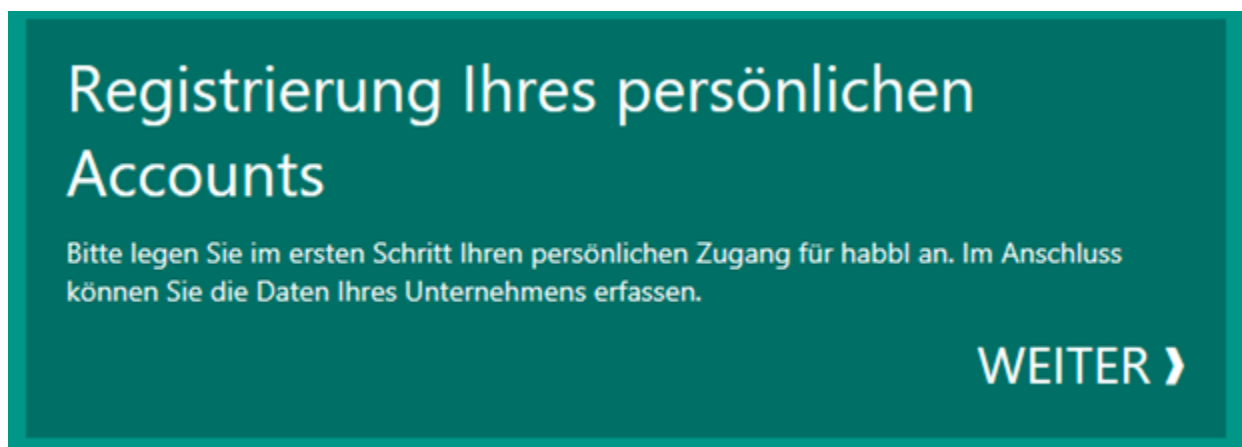 Registrierung Ihres persönlichen
Accounts
Bitte legen Sie im ersten Schritt Ihren persönlichen Zugang für habbl an. Im Anschluss
können Sie die Daten Ihres Unternehmens erfassen.
WEITER ❱